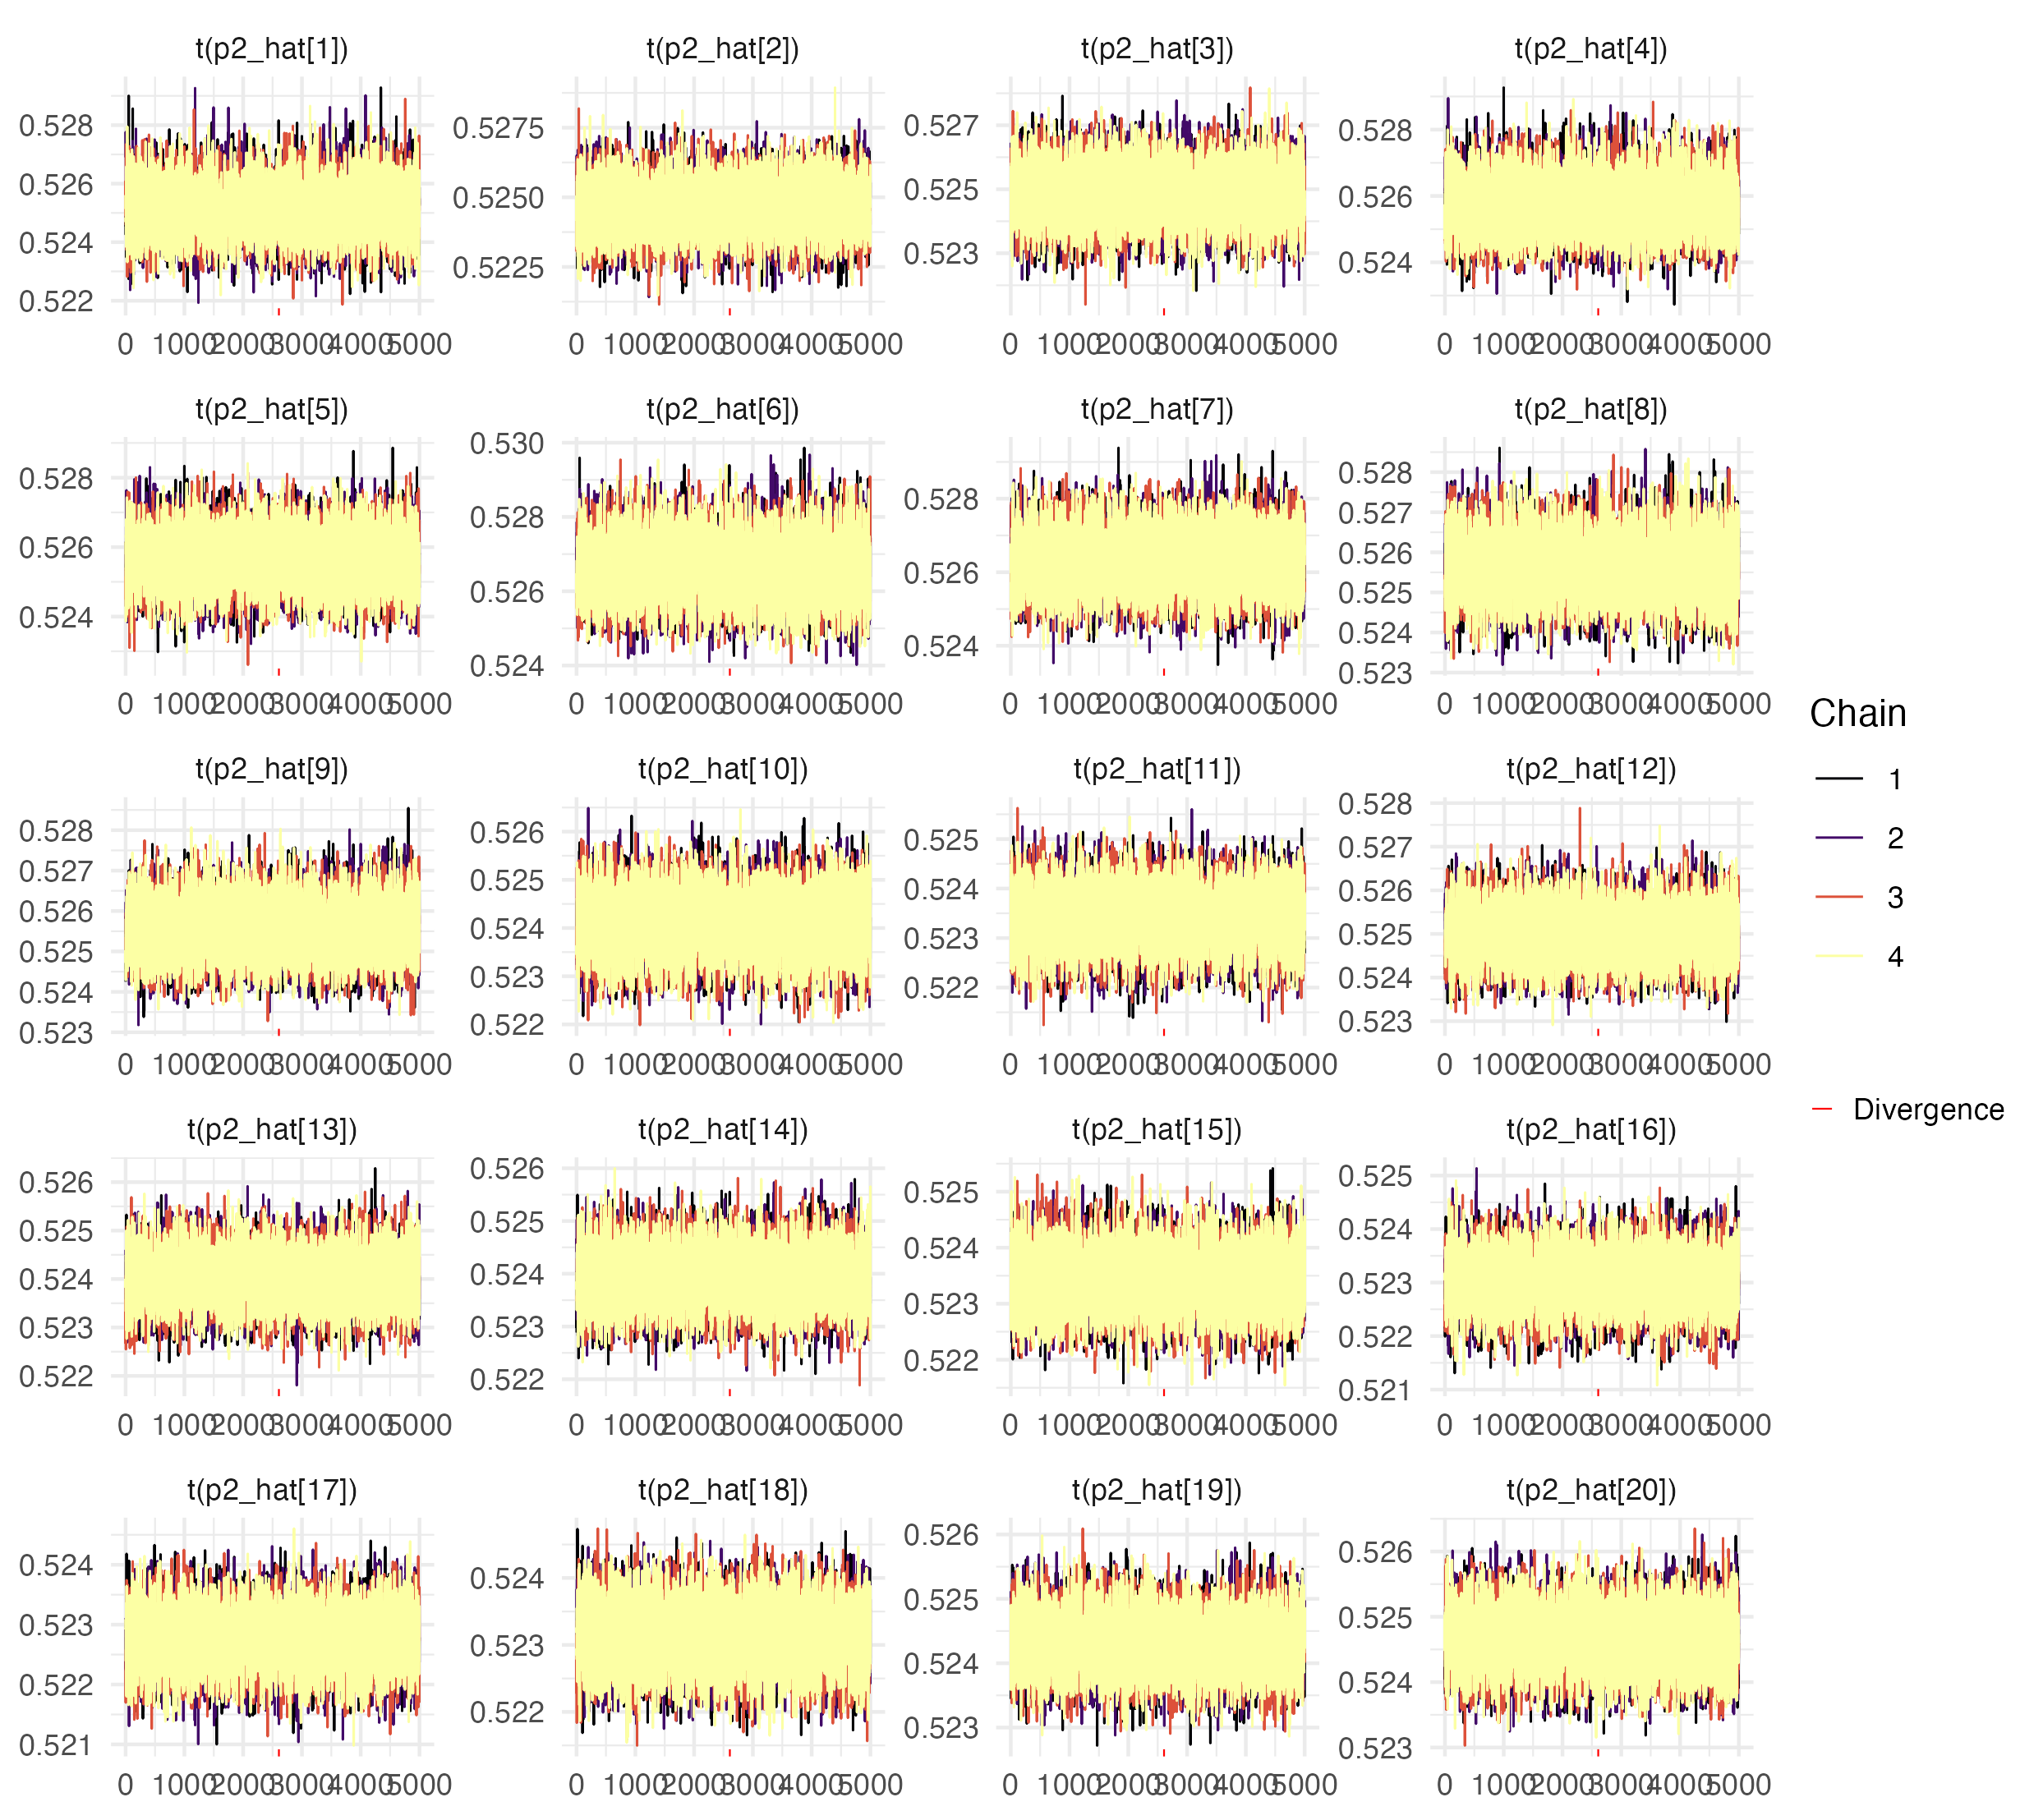 t(p2_hat[1]) t(p2_hat[2]) t(p2_hat[3]) t(p2_hat[4])
0.528 0.526 0.524 0.522
0.5275 0.5250 0.5225
0.527 0.525 0.523
0.528 0.526 0.524
0 1000 2000 3000 4000 5000 0 1000 2000 3000 4000 5000 0 1000 2000 3000 4000 5000 0 1000 2000 3000 4000 5000
t(p2_hat[5]) t(p2_hat[6]) t(p2_hat[7]) t(p2_hat[8])
0.528 0.526 0.524
0.530 0.528 0.526 0.524
0.528 0.526 0.524
0.528 0.527 0.526 0.525 0.524 0.523
0 1000 2000 3000 4000 5000 0 1000 2000 3000 4000 5000 0 1000 2000 3000 4000 5000 0 1000 2000 3000 4000 5000
t(p2_hat[9]) t(p2_hat[10]) t(p2_hat[11]) t(p2_hat[12])
0.528 0.527 0.526 0.525 0.524 0.523
0.526 0.525 0.524 0.523 0.522
0.525 0.524 0.523 0.522
0.528 0.527 0.526 0.525 0.524 0.523
0 1000 2000 3000 4000 5000 0 1000 2000 3000 4000 5000 0 1000 2000 3000 4000 5000 0 1000 2000 3000 4000 5000
t(p2_hat[13]) t(p2_hat[14]) t(p2_hat[15]) t(p2_hat[16])
0.526 0.525 0.524 0.523 0.522
0.526 0.525 0.524 0.523 0.522
0.525 0.524 0.523 0.522
0.525 0.524 0.523 0.522 0.521
0 1000 2000 3000 4000 5000 0 1000 2000 3000 4000 5000 0 1000 2000 3000 4000 5000 0 1000 2000 3000 4000 5000
t(p2_hat[17]) t(p2_hat[18]) t(p2_hat[19]) t(p2_hat[20])
0.524 0.523 0.522 0.521
0.524 0.523 0.522
0.526 0.525 0.524 0.523
0.526 0.525 0.524 0.523
0 1000 2000 3000 4000 5000 0 1000 2000 3000 4000 5000 0 1000 2000 3000 4000 5000 0 1000 2000 3000 4000 5000
Chain
1
2
3
4
Divergence